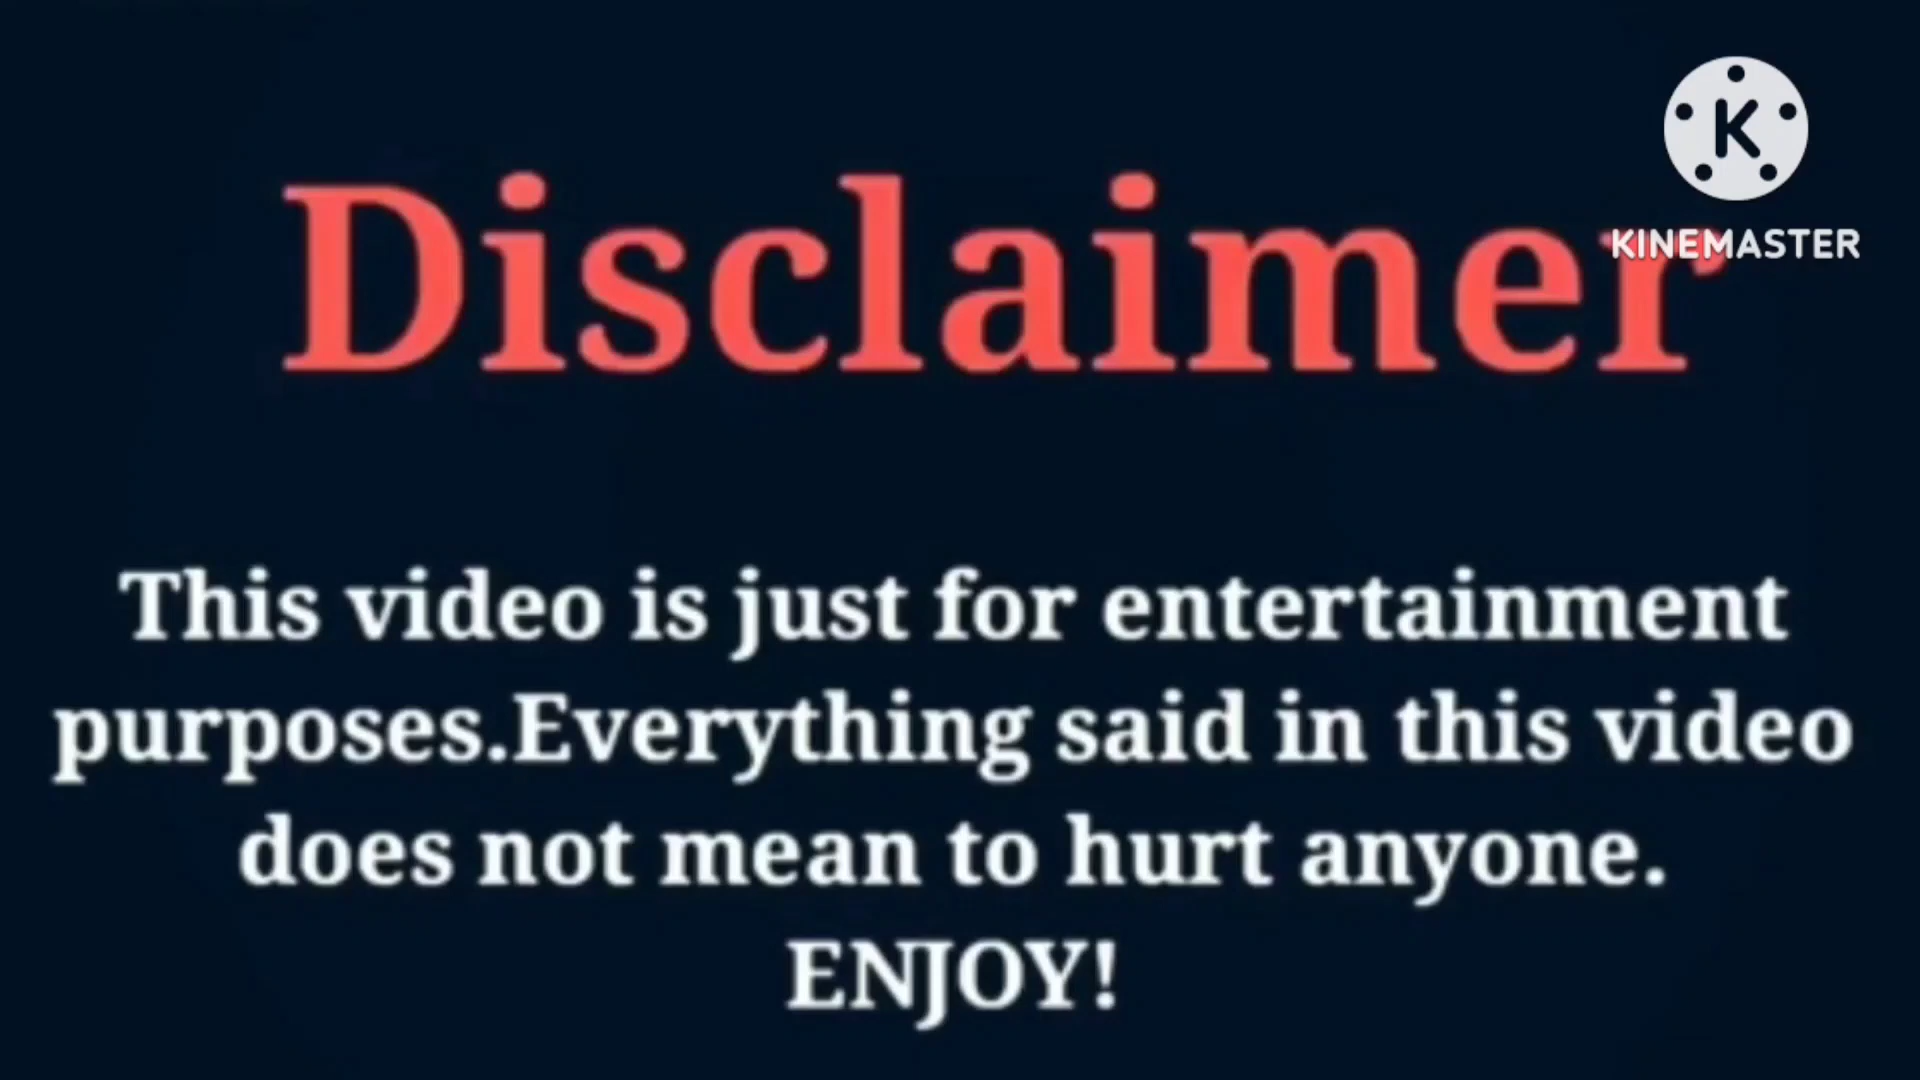 K
KINEMASTER
Disclaimer
This video is just for entertainment
purposes.Everything said in this video
does not mean to hurt anyone.
ENJOY!